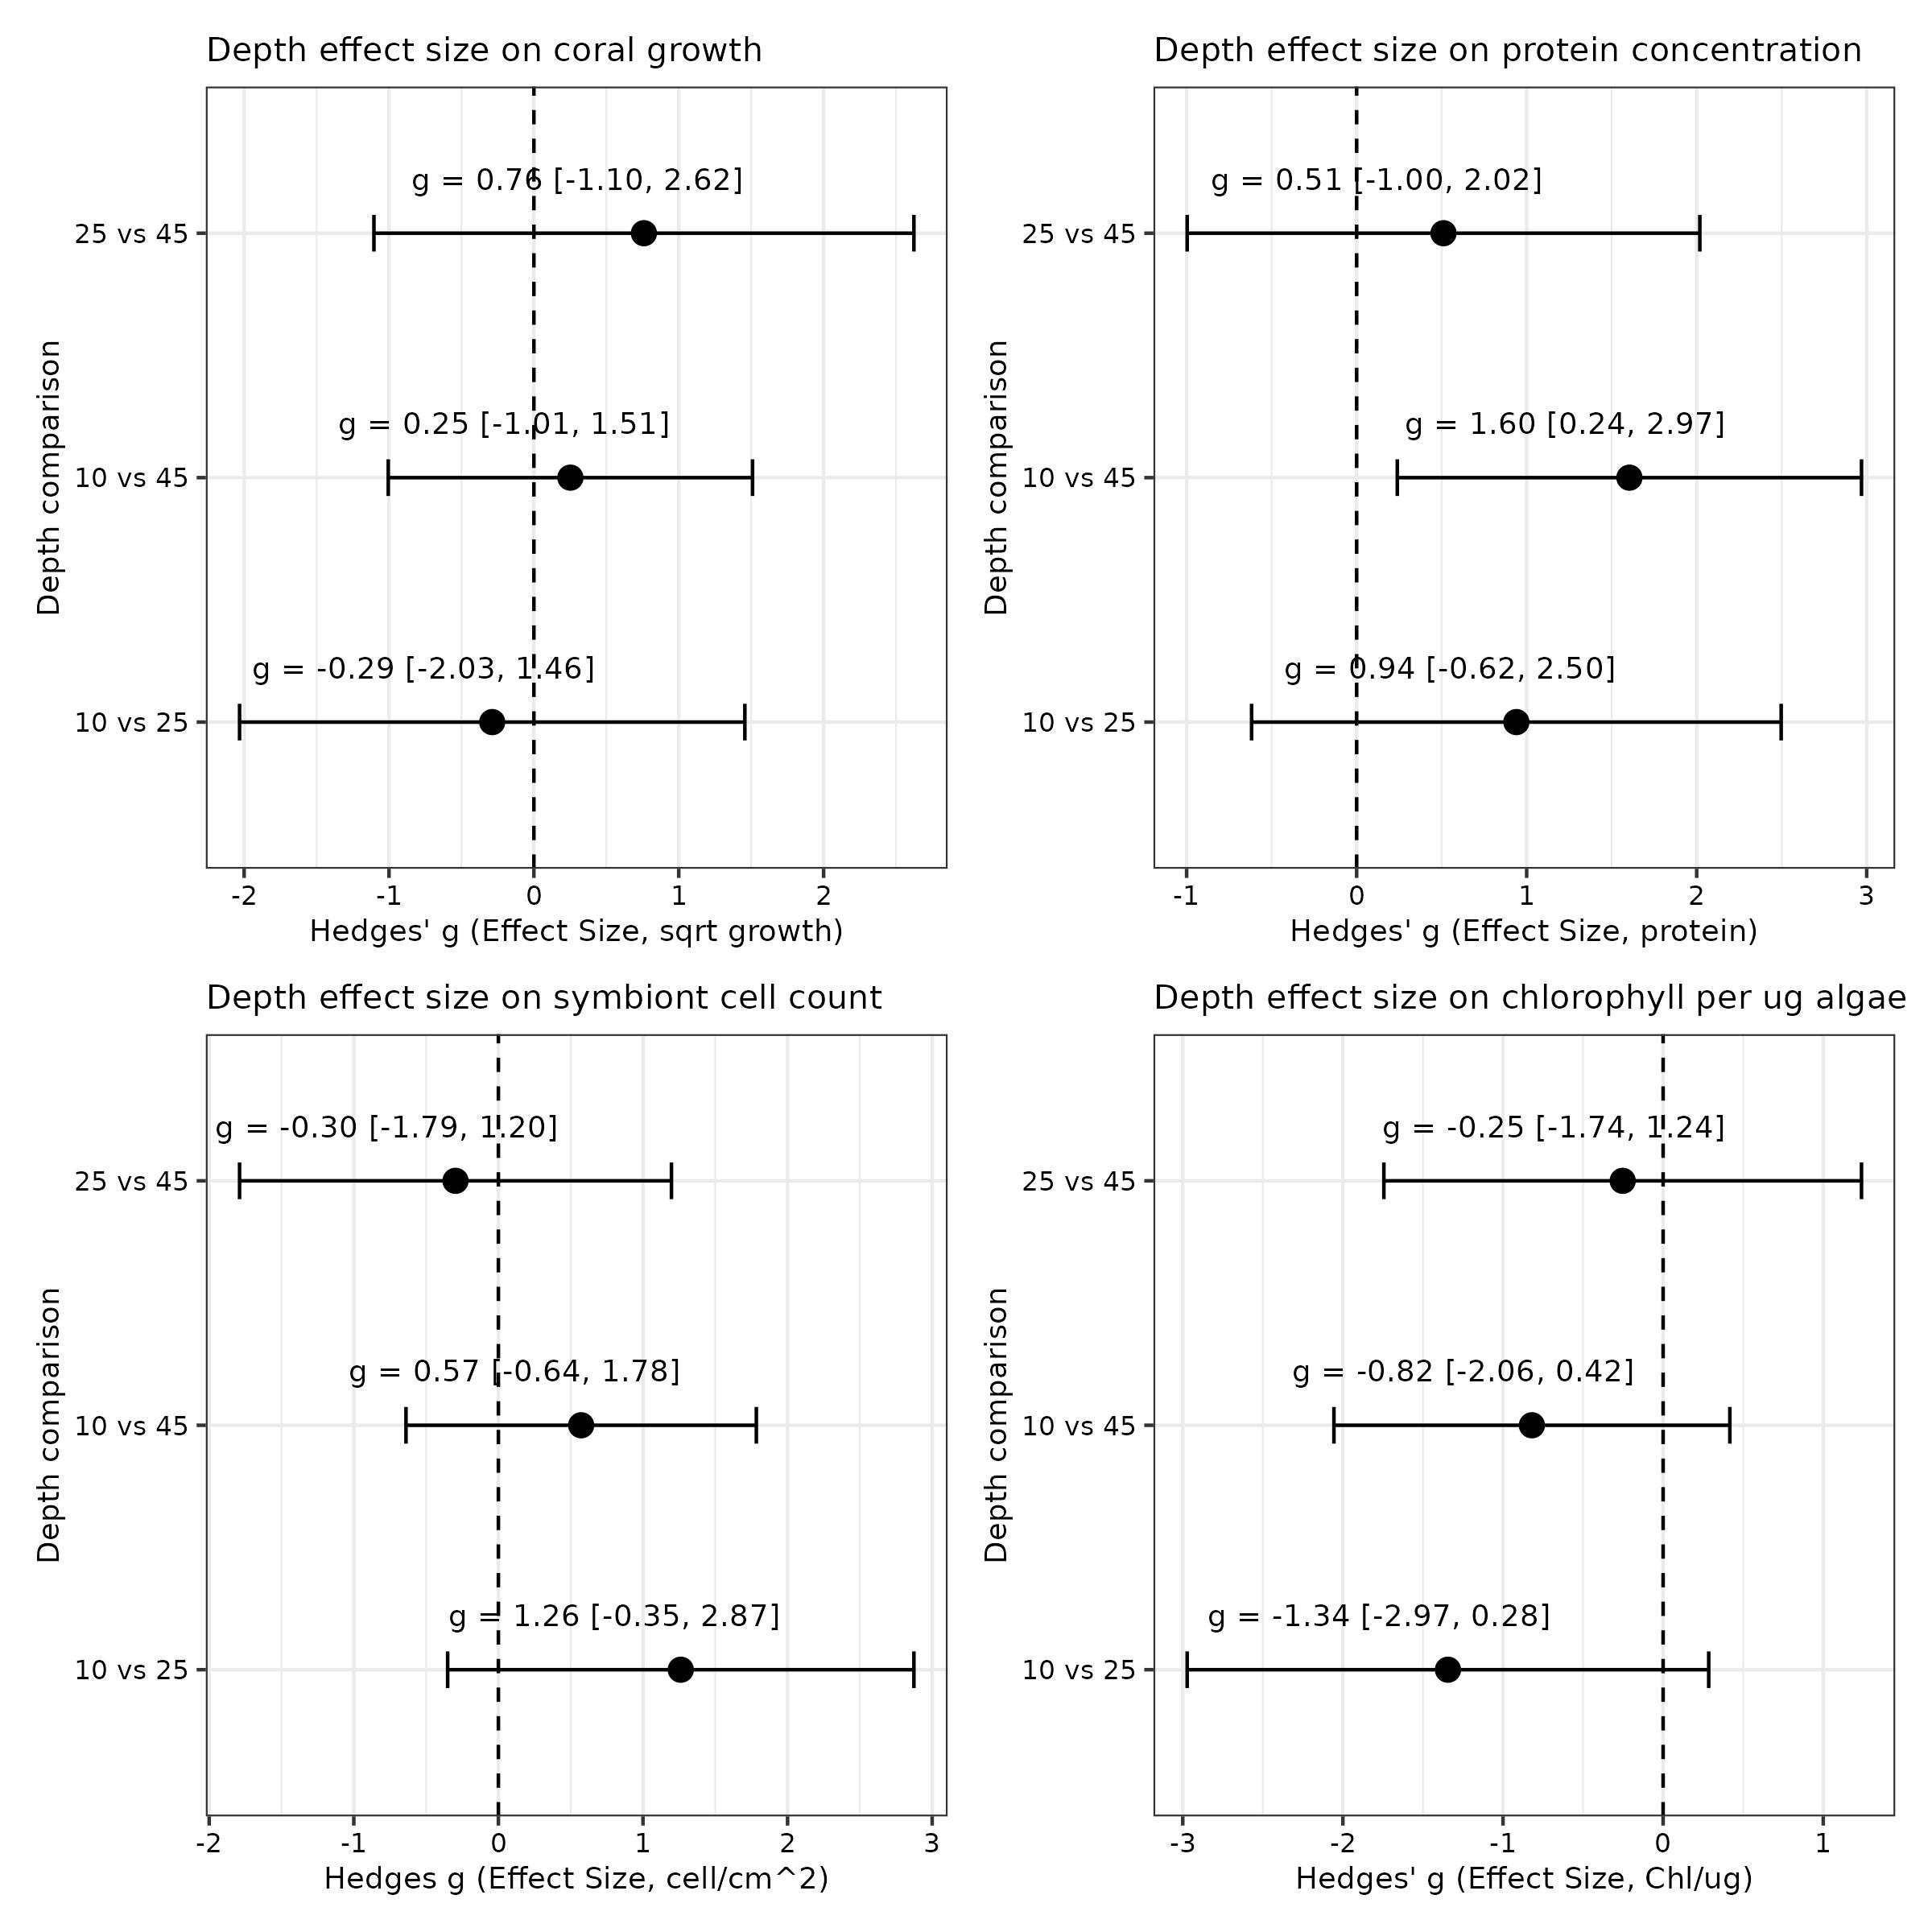 Depth effect size on coral growth
Depth comparison
25 vs 45
10 vs 45
10 vs 25
g = 0.76 [-1.10, 2.62]
g = 0.25 [-1.01, 1.51]
g = -0.29 [-2.03, 1.46]
-2 -1 0 1 2
Hedges' g (Effect Size, sqrt growth)
Depth effect size on protein concentration
Depth comparison
25 vs 45
10 vs 45
10 vs 25
g = 0.51 [-1.00, 2.02]
g = 1.60 [0.24, 2.97]
g = 0.94 [-0.62, 2.50]
-1 0 1 2 3
Hedges' g (Effect Size, protein)
Depth effect size on symbiont cell count
Depth comparison
25 vs 45
10 vs 45
10 vs 25
g = -0.30 [-1.79, 1.20]
g = 0.57 [-0.64, 1.78]
g = 1.26 [-0.35, 2.87]
-2 -1 0 1 2 3
Hedges g (Effect Size, cell/cm^2)
Depth effect size on chlorophyll per ug algae
Depth comparison
25 vs 45
10 vs 45
10 vs 25
g = -0.25 [-1.74, 1.24]
g = -0.82 [-2.06, 0.42]
g = -1.34 [-2.97, 0.28]
-3 -2 -1 0 1
Hedges' g (Effect Size, Chl/ug)